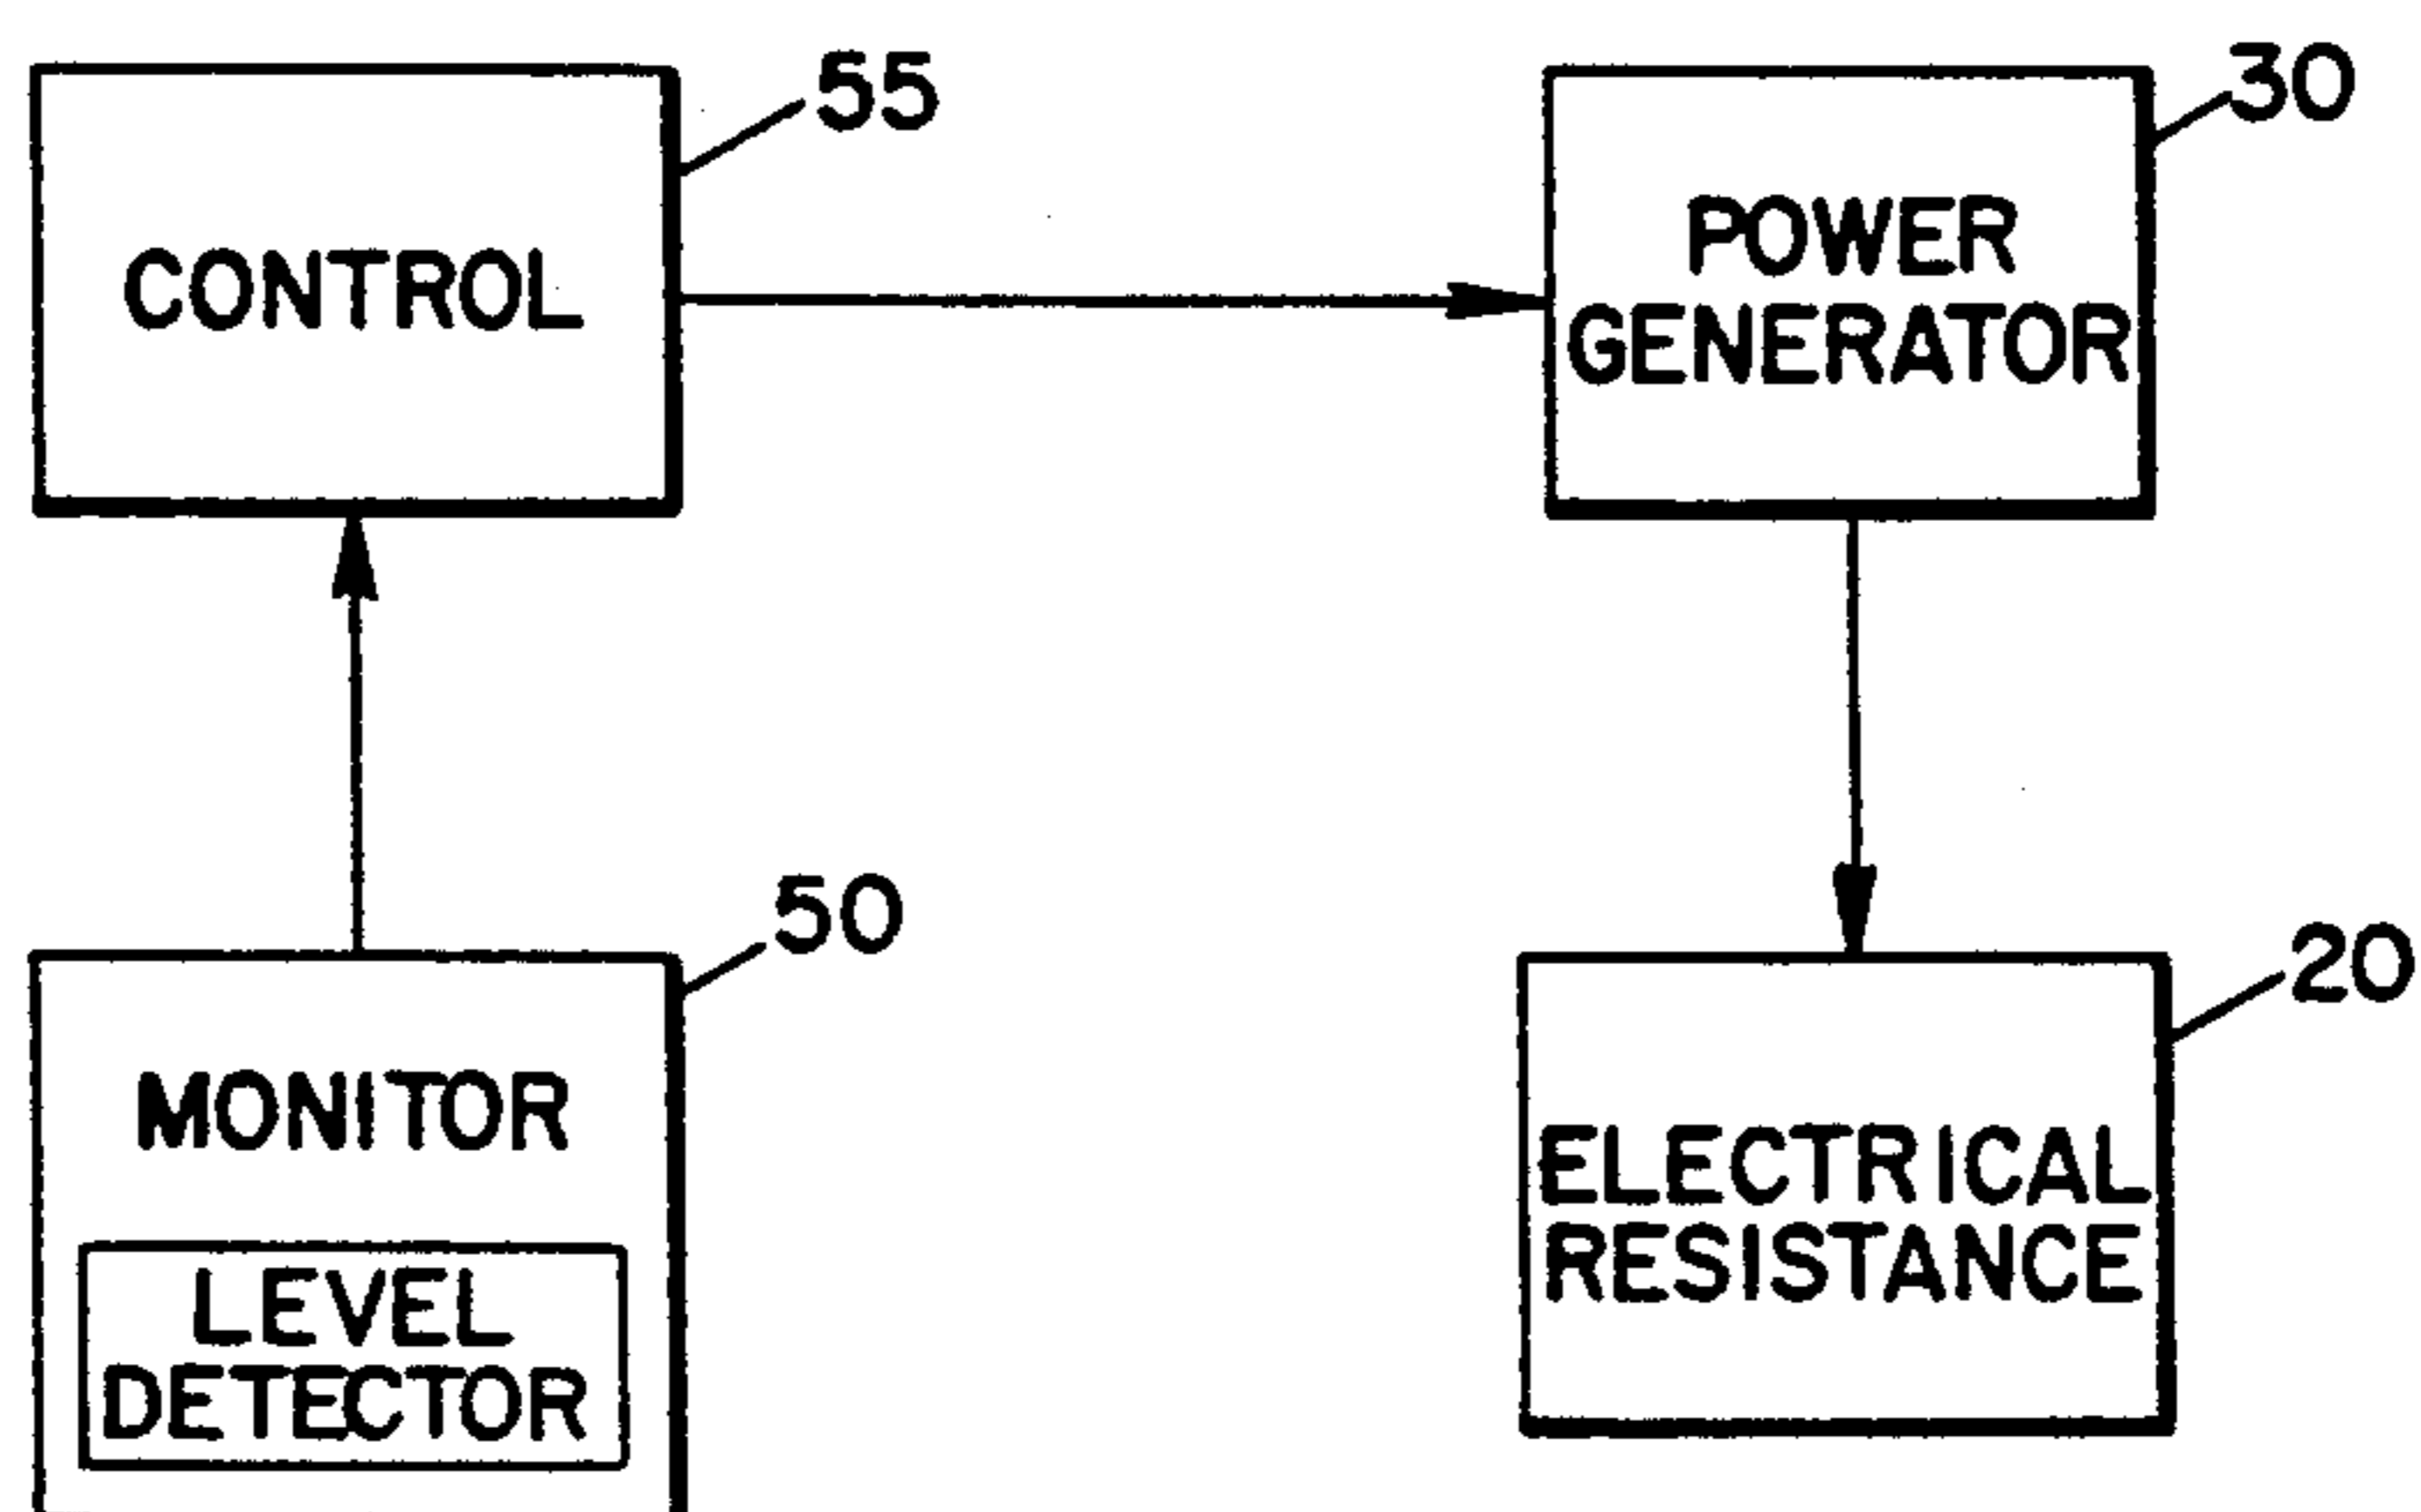 55
30
CONTROL
POWER
GENERATOR
50
20
MONITOR
ELECTRICAL
RESISTANCE
LEVEL
DETECTOR